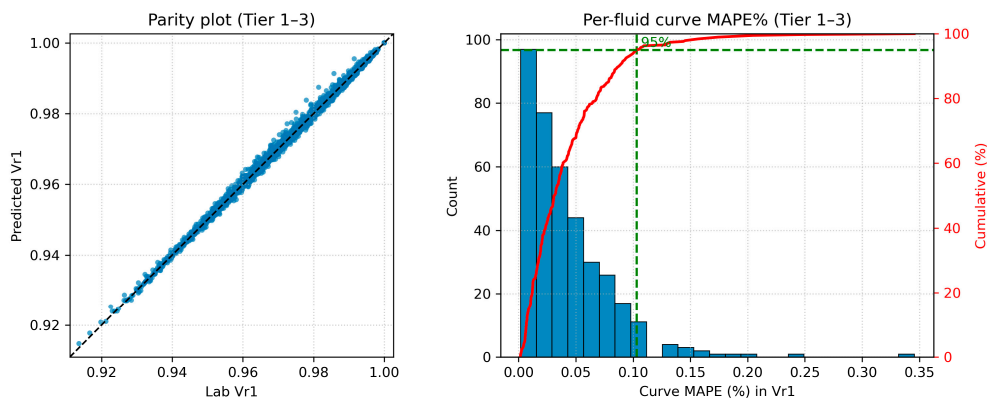 Parity plot (Tier 1–3)
1.00
0.98
0.96
0.94
0.92
Predicted Vr1
0.92 0.94 0.96 0.98 1.00
Lab Vr1
Per-fluid curve MAPE% (Tier 1–3)
100
80
60
40
20
0
Count
95%
100
80
60
40
20
0
Cumulative (%)
0.00 0.05 0.10 0.15 0.20 0.25 0.30 0.35
Curve MAPE (%) in Vr1